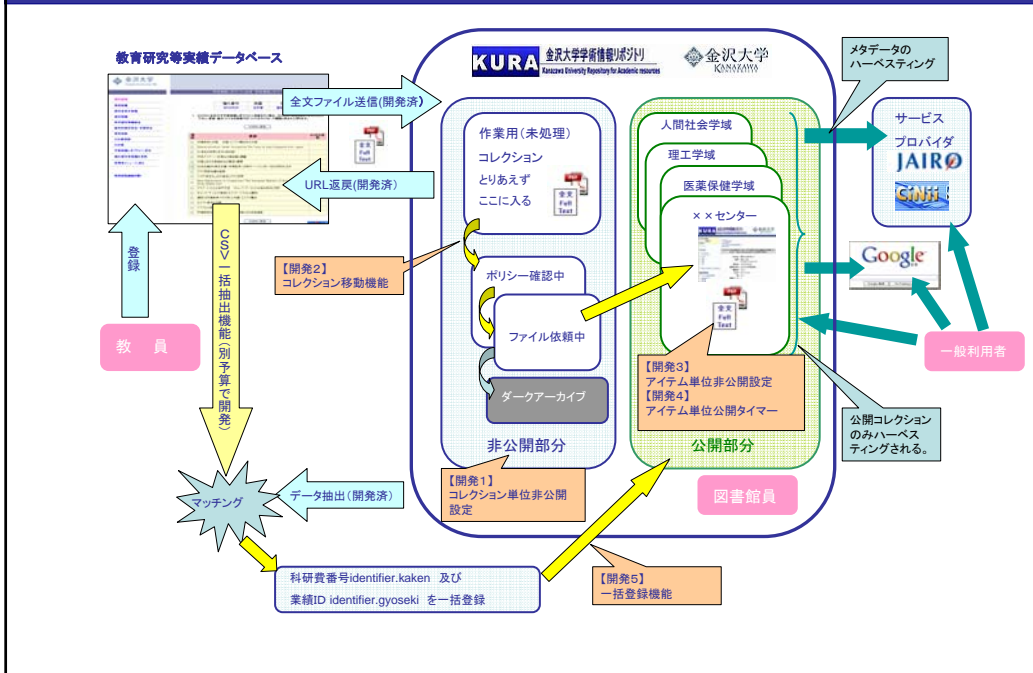 教育研究等実績データベース
KURA
金沢大学学術情報リポジトリ
Kanazawa University Repository for Academic resources
金沢大学
KANAZAWA
メタデータの
ハーベスティング
金沢大学
全文ファイル送信(開発済)
全文
Full
Text
URL返戻(開発済)
作業用(未処理)
コレクション
とりあえず
ここに入る
全文
Full
Text
人間社会学域
理工学域
医薬保健学域
××センター
KURA
全文
Full
Text
サービス
プロバイダ
JAIRO
CiNii
Google
登録
教 員
CSV一括抽出機能(別予算で開発)
【開発2】
コレクション移動機能
ポリシー確認中
ファイル依頼中
ダークアーカイブ
非公開部分
【開発3】
アイテム単位非公開設定
【開発4】
アイテム単位公開タイマー
公開部分
一般利用者
公開コレクション
のみハーベス
ティングされる。
【開発1】
コレクション単位非公開
設定
図書館員
マッチング
データ抽出(開発済)
科研費番号identifier.kaken 及び
業績ID identifier.gyoseki を一括登録
【開発5】
一括登録機能